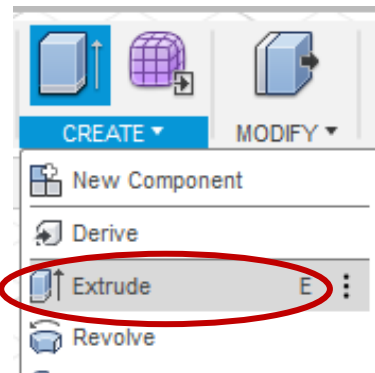 CREATE ▼ MODIFY ▼
New Component
Derive
Extrude E
Revolve